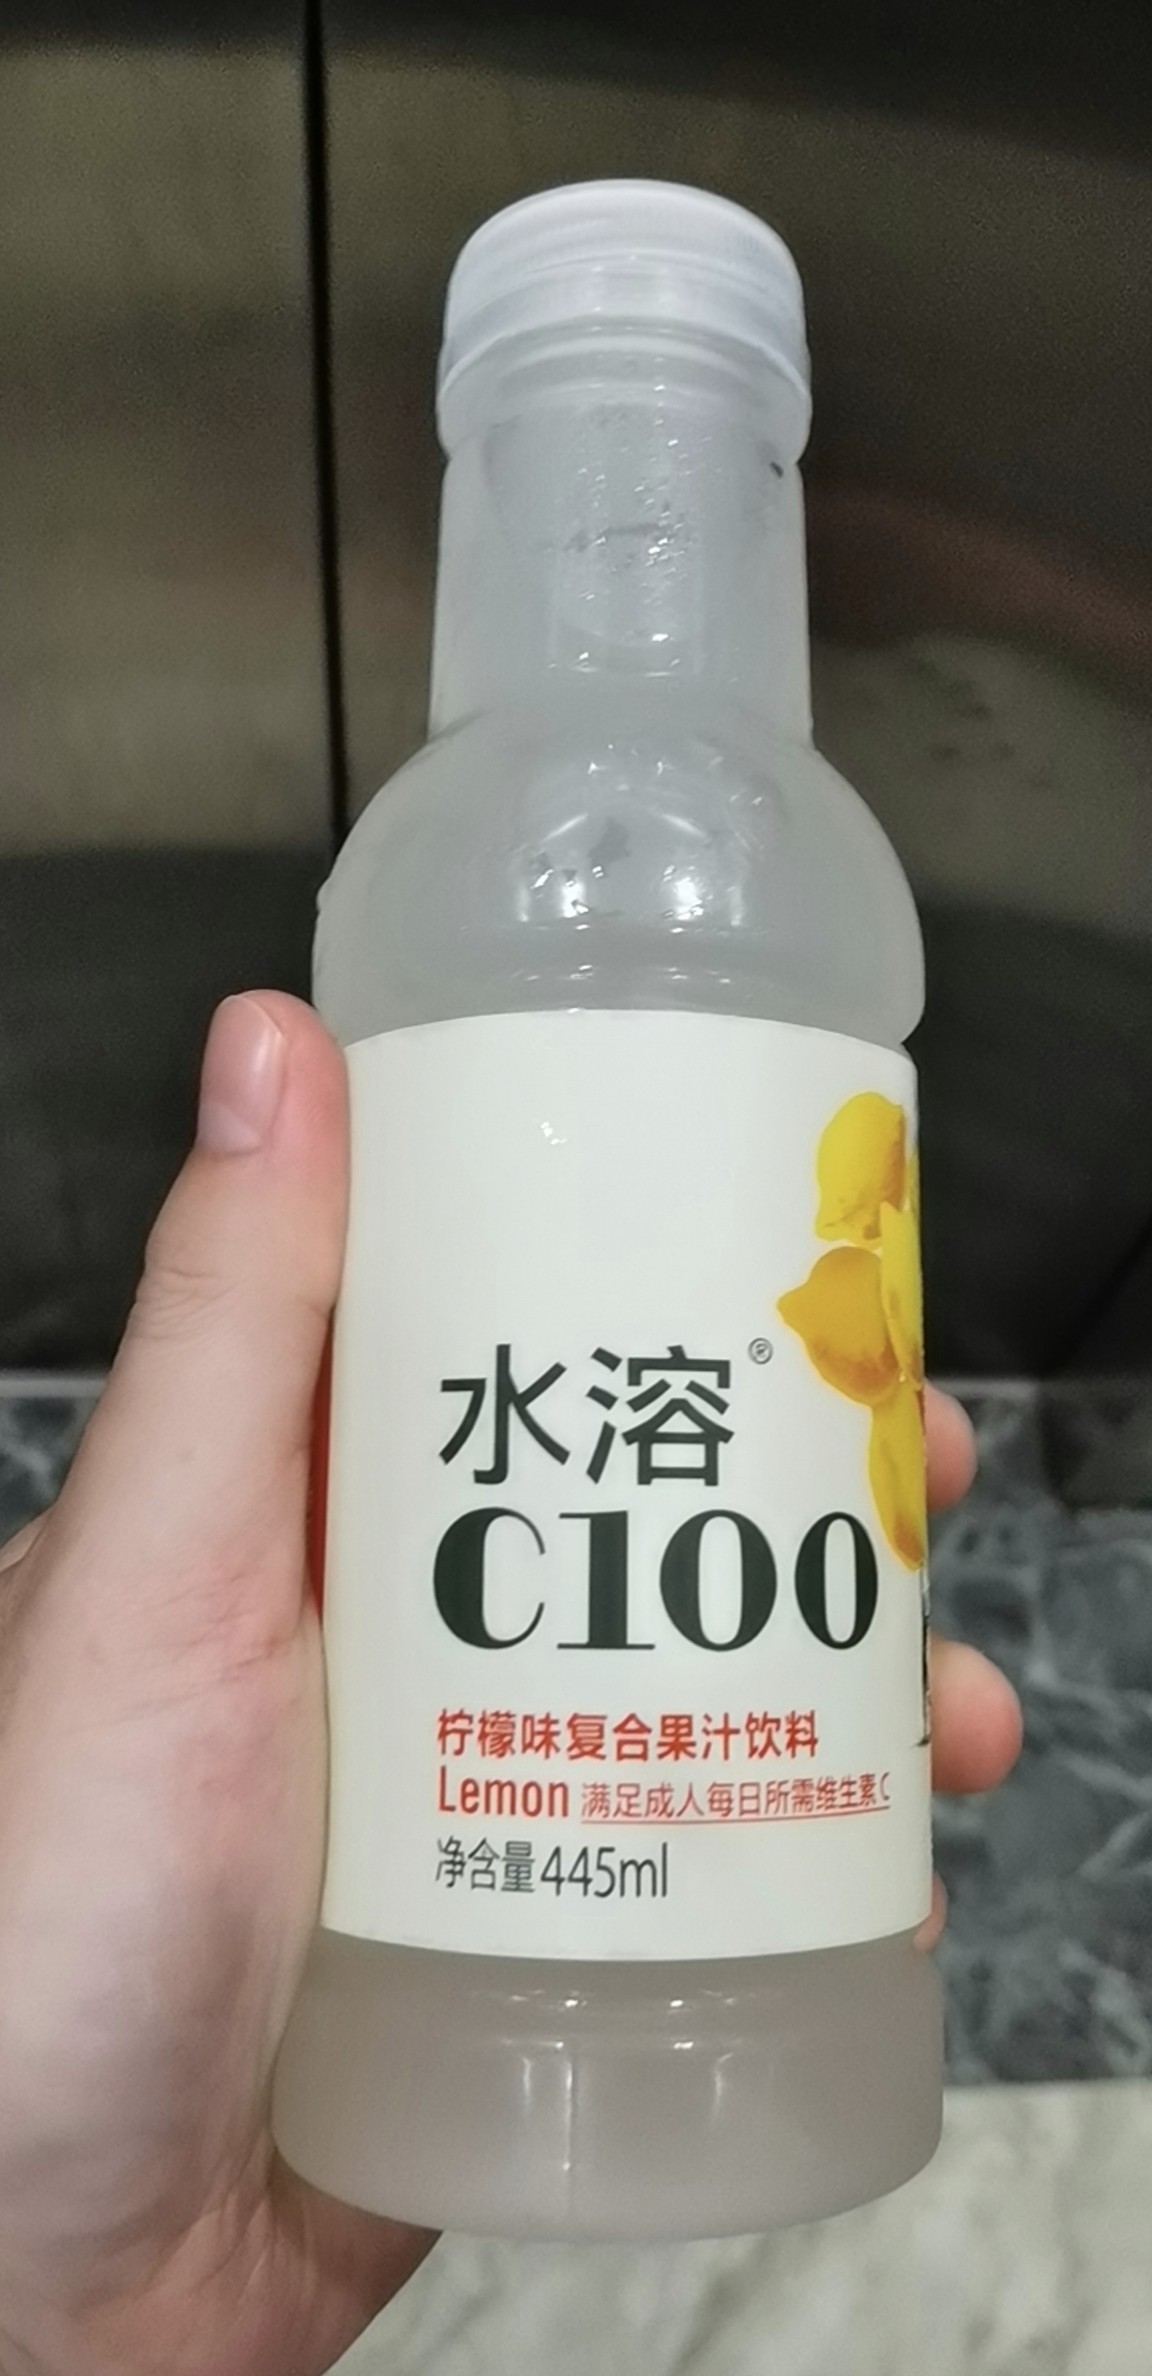 水溶®
C100
柠檬味复合果汁饮料
Lemon 满足成人每日所需维生素C
净含量445ml